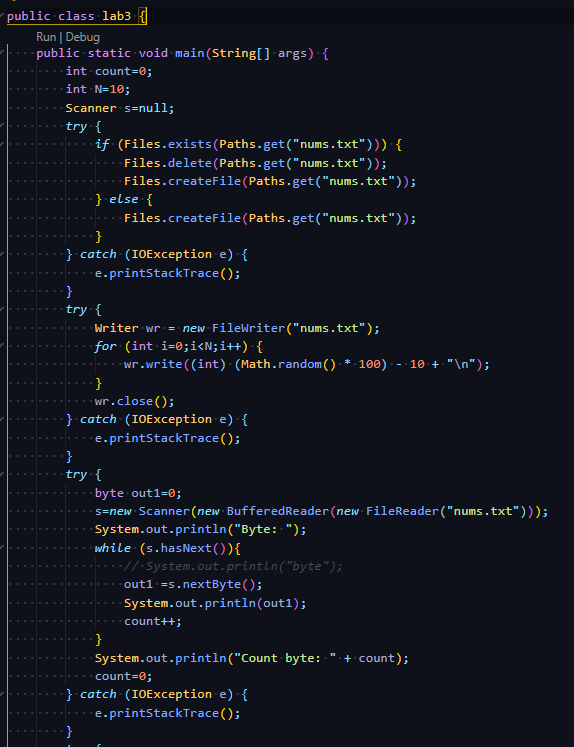 public class lab3 {
Run | Debug
public static void main(String[] args) {
int count=0;
int N=10;
Scanner s=null;
try {
if (Files.exists(Paths.get("nums.txt"))) {
Files.delete(Paths.get("nums.txt"));
Files.createFile(Paths.get("nums.txt"));
} else {
Files.createFile(Paths.get("nums.txt"));
}
} catch (IOException e) {
e.printStackTrace();
}
try {
Writer wr = new FileWriter("nums.txt");
for (int i=0;i<N;i++) {
wr.write((int) (Math.random() * 100) - 10 + "\n");
}
wr.close();
} catch (IOException e) {
e.printStackTrace();
}
try {
byte out1=0;
s=new Scanner(new BufferedReader(new FileReader("nums.txt")));
System.out.println("Byte: ");
while (s.hasNext()){
// System.out.println("byte");
out1 =s.nextByte();
System.out.println(out1);
count++;
}
System.out.println("Count byte: " + count);
count=0;
} catch (IOException e) {
e.printStackTrace();
}